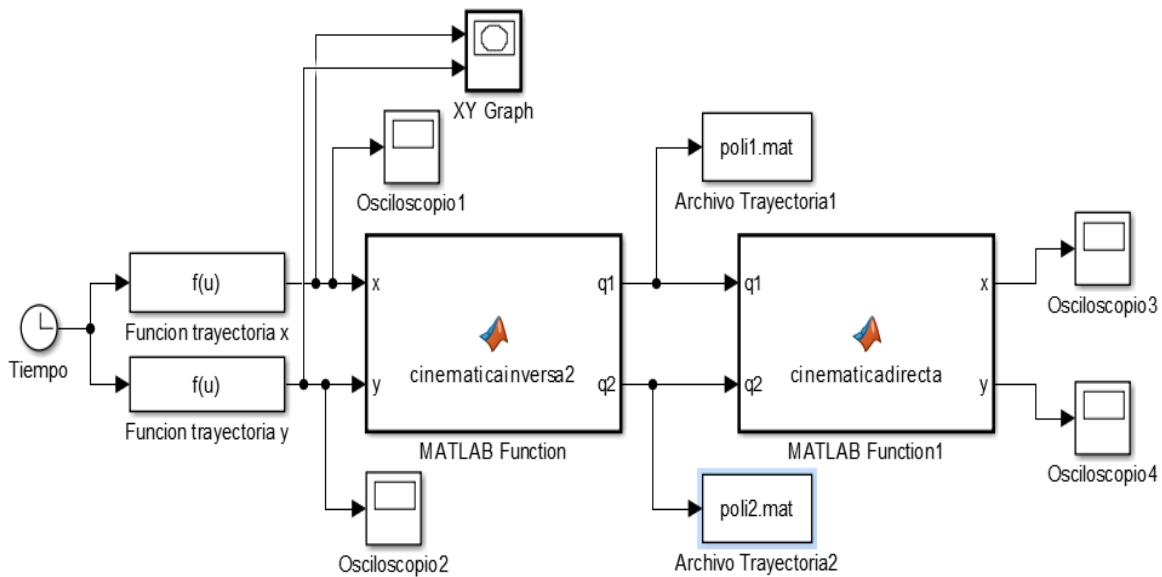 XY Graph
Osciloscopio1
poli1.mat
Archivo Trayectoria1
Tiempo
f(u)
Funcion trayectoria x
f(u)
Funcion trayectoria y
x
y
q1
q2
cinematicainversa2
MATLAB Function
q1
q2
x
y
cinematicadirecta
MATLAB Function1
Osciloscopio3
Osciloscopio4
Osciloscopio2
poli2.mat
Archivo Trayectoria2